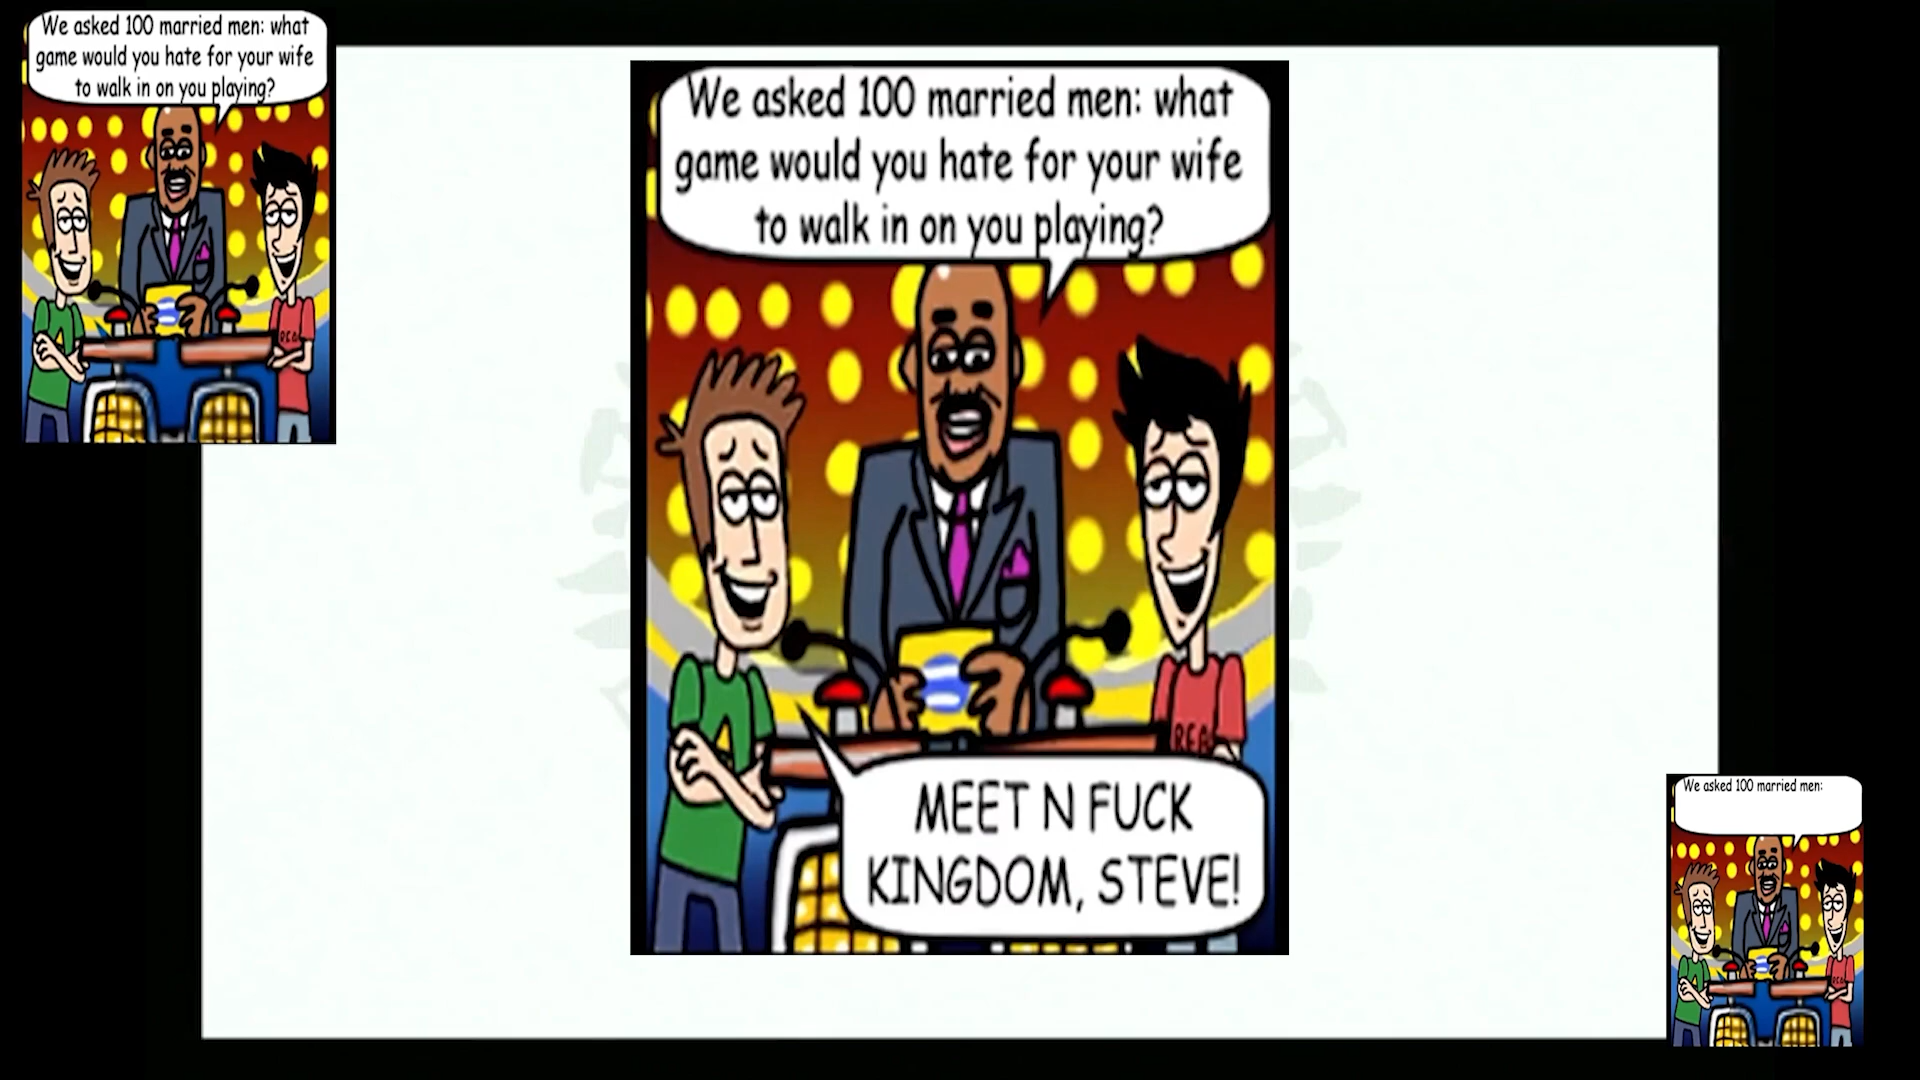 We asked 100 married men: what
game would you hate for your wife
to walk in on you playing?
We asked 100 married men: what
game would you hate for your wife
to walk in on you playing?
MEET N FUCK
KINGDOM, STEVE!
We asked 100 married men: